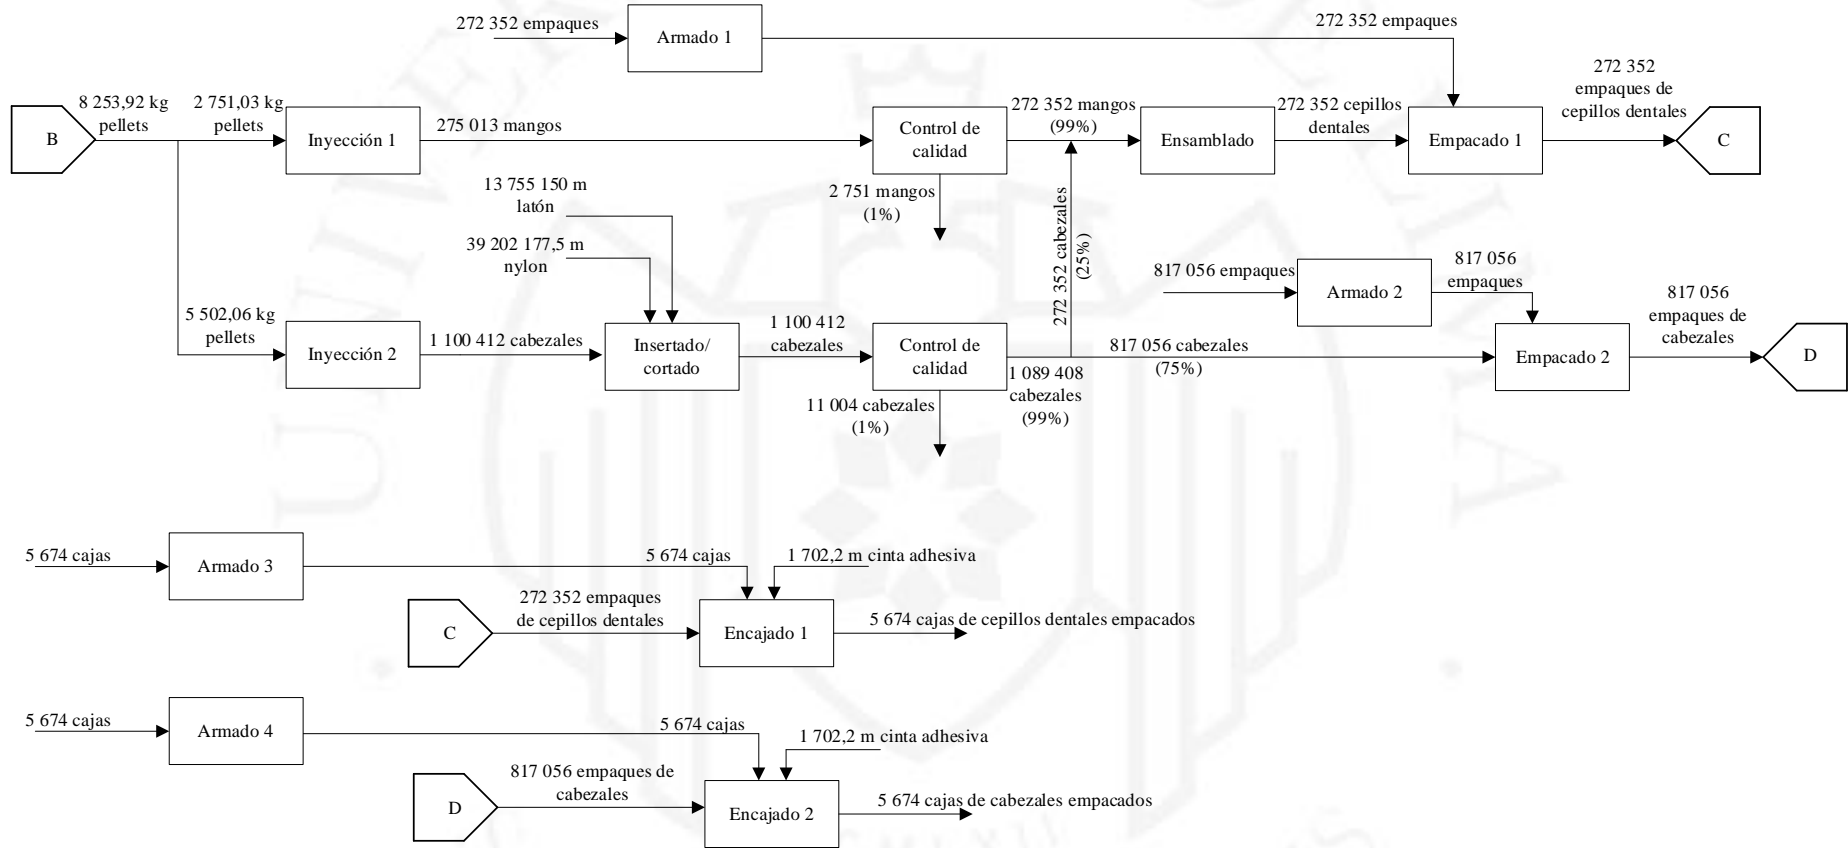 272 352 empaques
Armado 1
272 352 empaques
B
8 253,92 kg
pellets
2 751,03 kg
pellets
Inyección 1
275 013 mangos
Control de
calidad
272 352 mangos
(99%)
2 751 mangos
(1%)
Ensamblado
272 352 cepillos
dentales
Empacado 1
272 352
empaques de
cepillos dentales
C
13 755 150 m
latón
39 202 177,5 m
nylon
5 502,06 kg
pellets
Inyección 2
1 100 412 cabezales
Insertado/
cortado
1 100 412
cabezales
Control de
calidad
11 004 cabezales
(1%)
1 089 408
cabezales
(99%)
272 352 cabezales
(25%)
817 056 cabezales
(75%)
817 056 empaques
Armado 2
817 056
empaques
Empacado 2
817 056
empaques de
cabezales
D
5 674 cajas
Armado 3
5 674 cajas
1 702,2 m cinta adhesiva
C
272 352 empaques
de cepillos dentales
Encajado 1
5 674 cajas de cepillos dentales empacados
5 674 cajas
Armado 4
5 674 cajas
1 702,2 m cinta adhesiva
D
817 056 empaques de
cabezales
Encajado 2
5 674 cajas de cabezales empacados